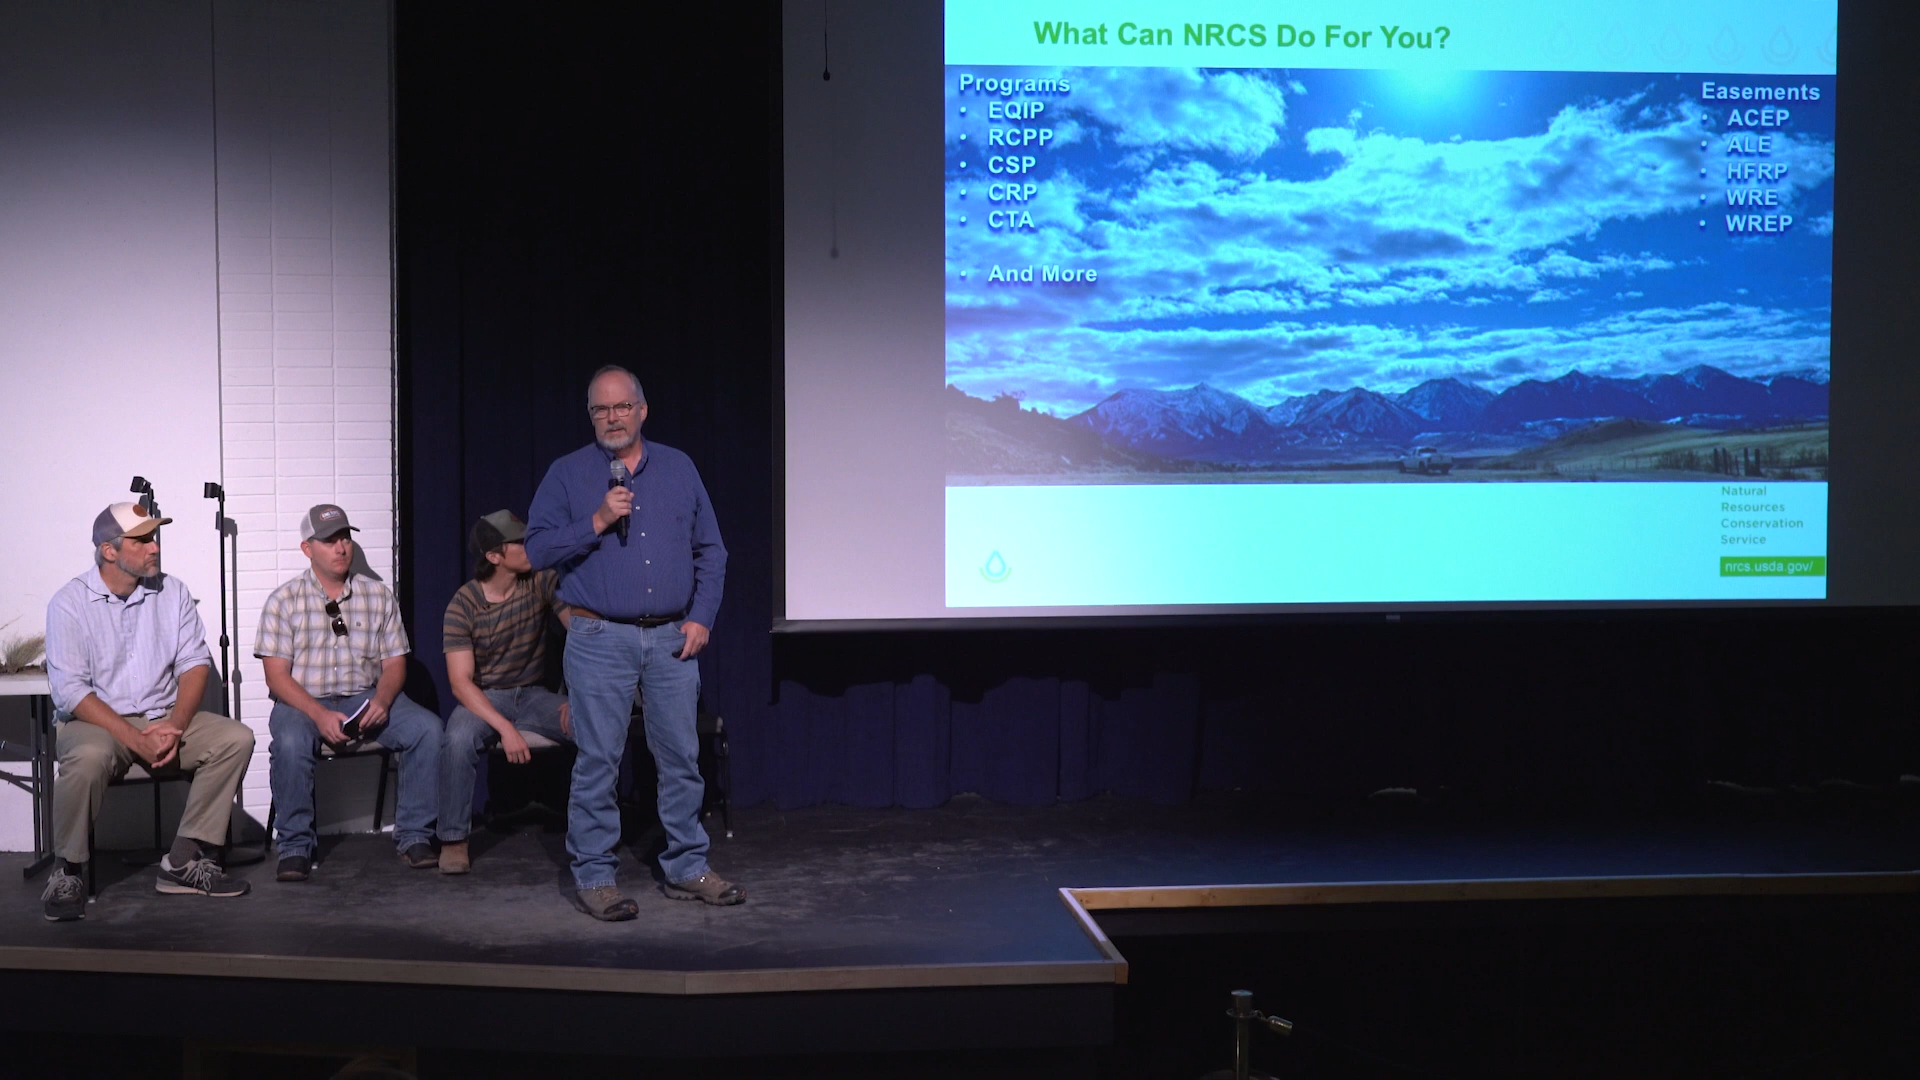 What Can NRCS Do For You?
Programs
• EQIP
• RCPP
• CSP
• CRP
• CTA
• And More
Easements
• ACEP
• ALE
• HFRP
• WRE
• WREP
Natural
Resources
Conservation
Service
nrcs.usda.gov/